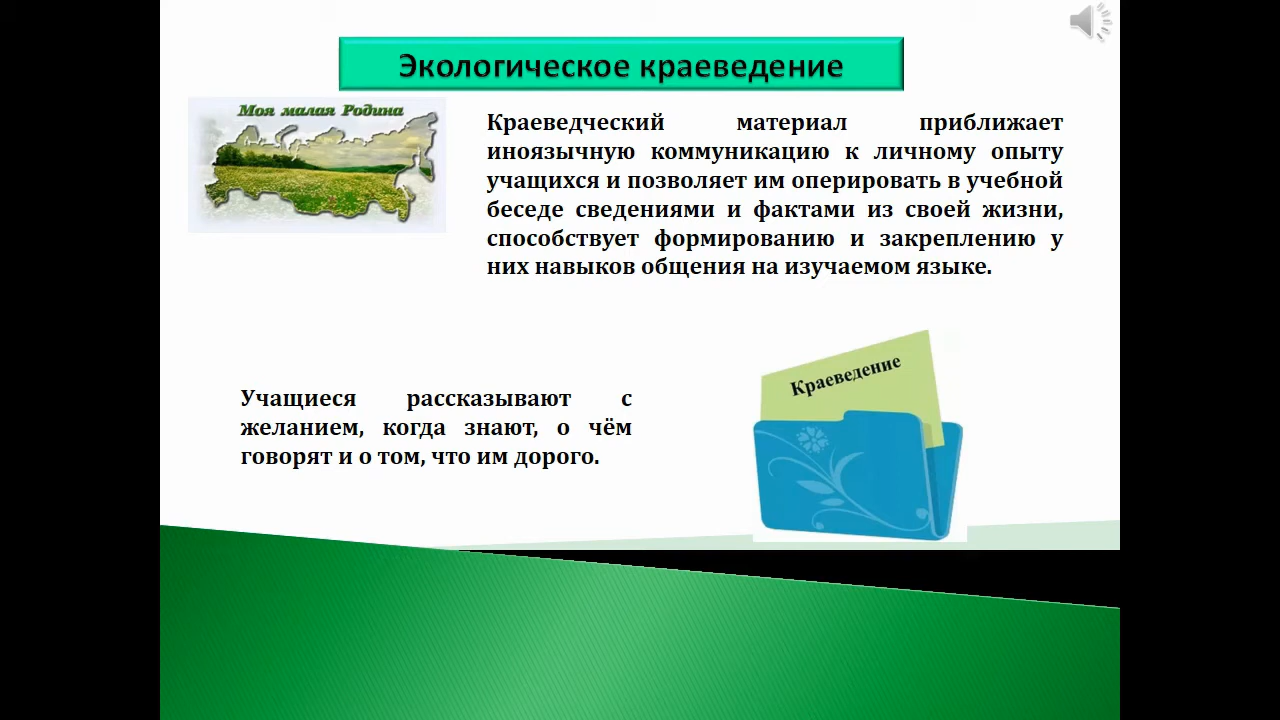 Экологическое краеведение
Моя малая Родина
Краеведческий материал приближает
иноязычную коммуникацию к личному опыту
учащихся и позволяет им оперировать в учебной
беседе сведениями и фактами из своей жизни,
способствует формированию и закреплению у
них навыков общения на изучаемом языке.
Краеведение
Учащиеся рассказывают с
желанием, когда знают, о чём
говорят и о том, что им дорого.